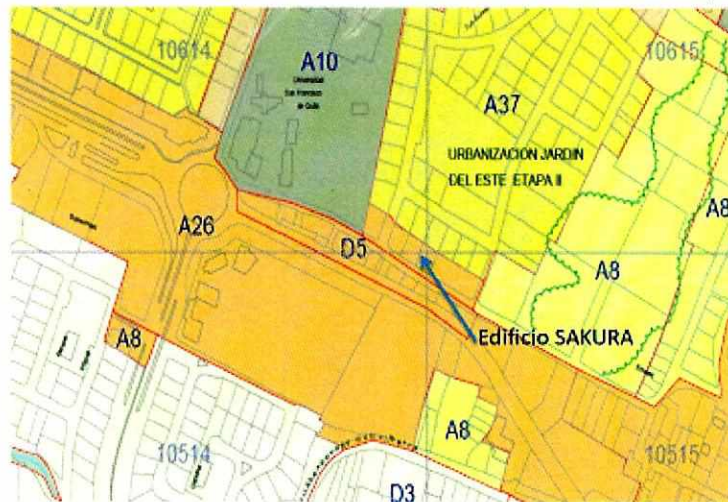 10614
A10
Universidad
San Francisco
de Quito
10615
A37
URBANIZACION JARDIN
DEL ESTE ETAPA II
A8
A26
D5
A8
Edificio SAKURA
A8
A8
10514
10515
D3